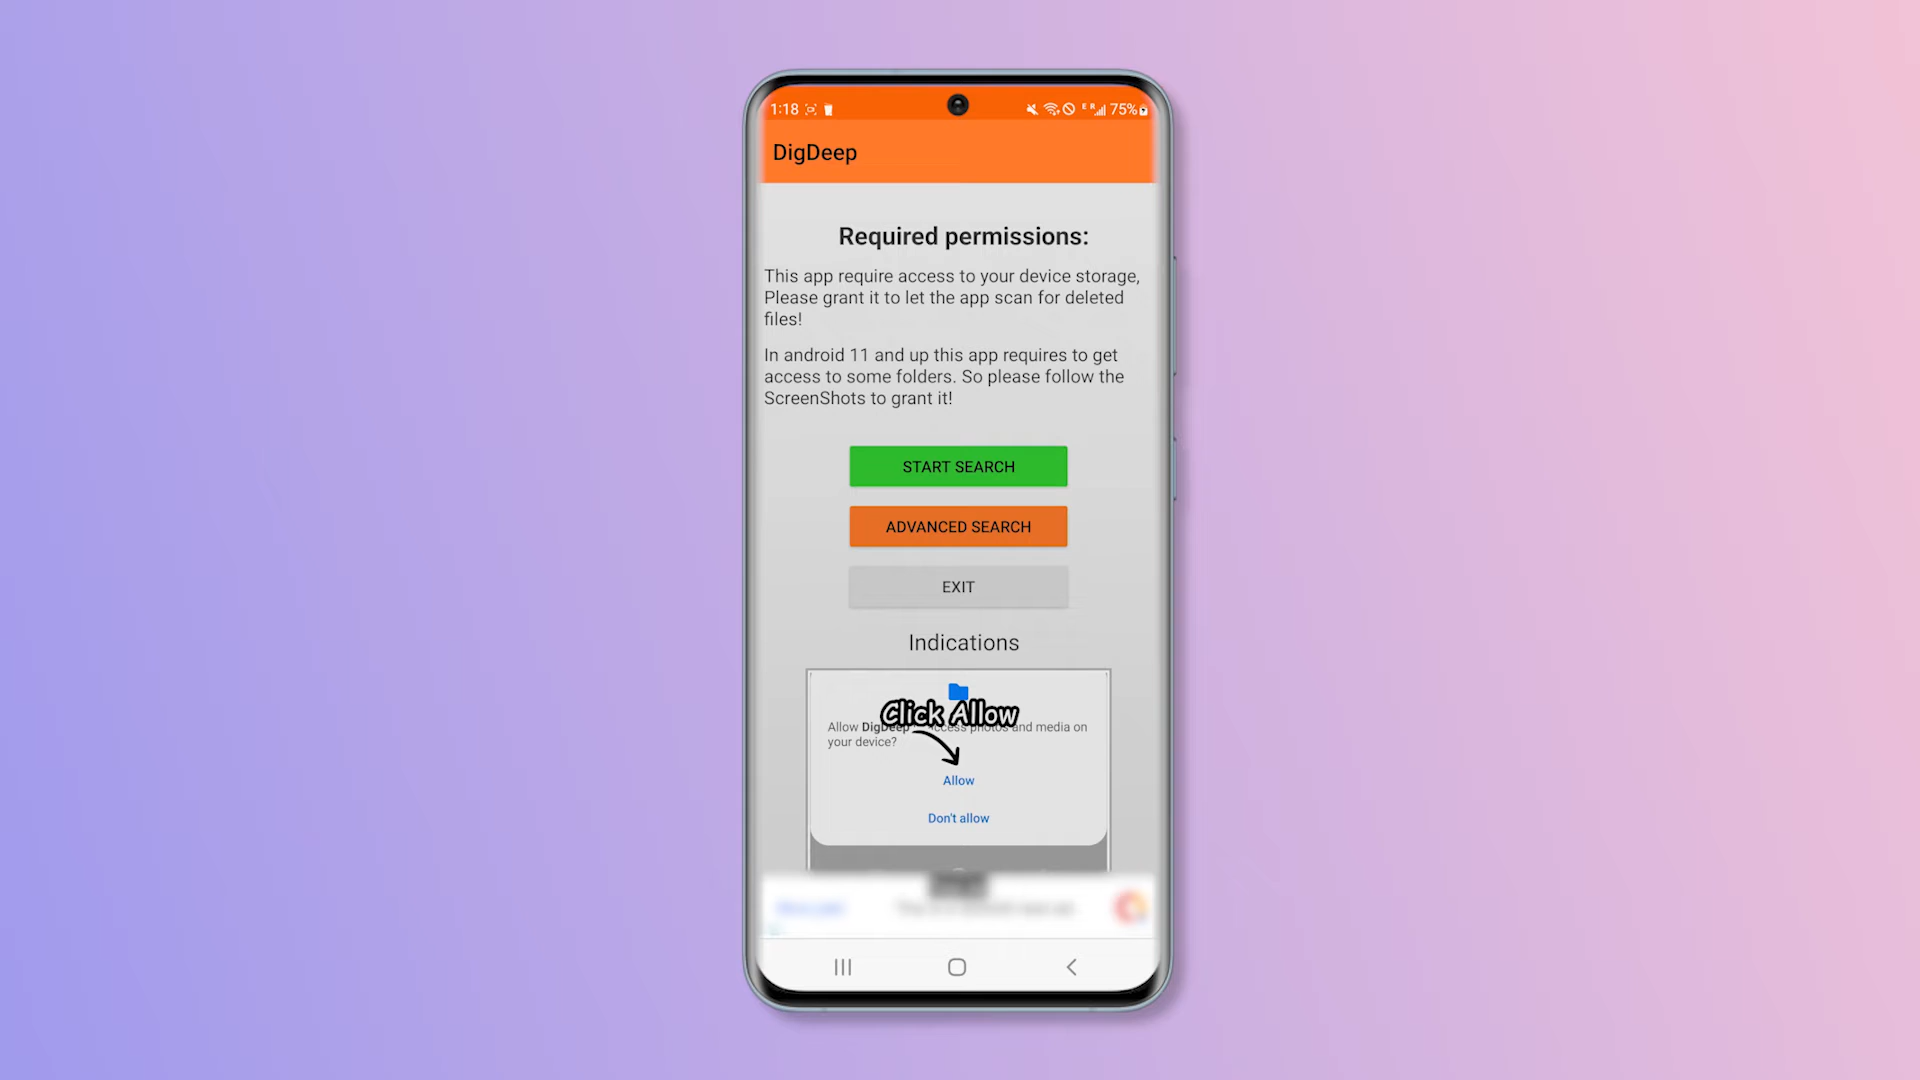 1:18
75%
DigDeep
Required permissions:
This app require access to your device storage,
Please grant it to let the app scan for deleted
files!
In android 11 and up this app requires to get
access to some folders. So please follow the
ScreenShots to grant it!
START SEARCH
ADVANCED SEARCH
EXIT
Indications
Click Allow
Allow DigDeep access photos and media on
your device?
Allow
Don't allow